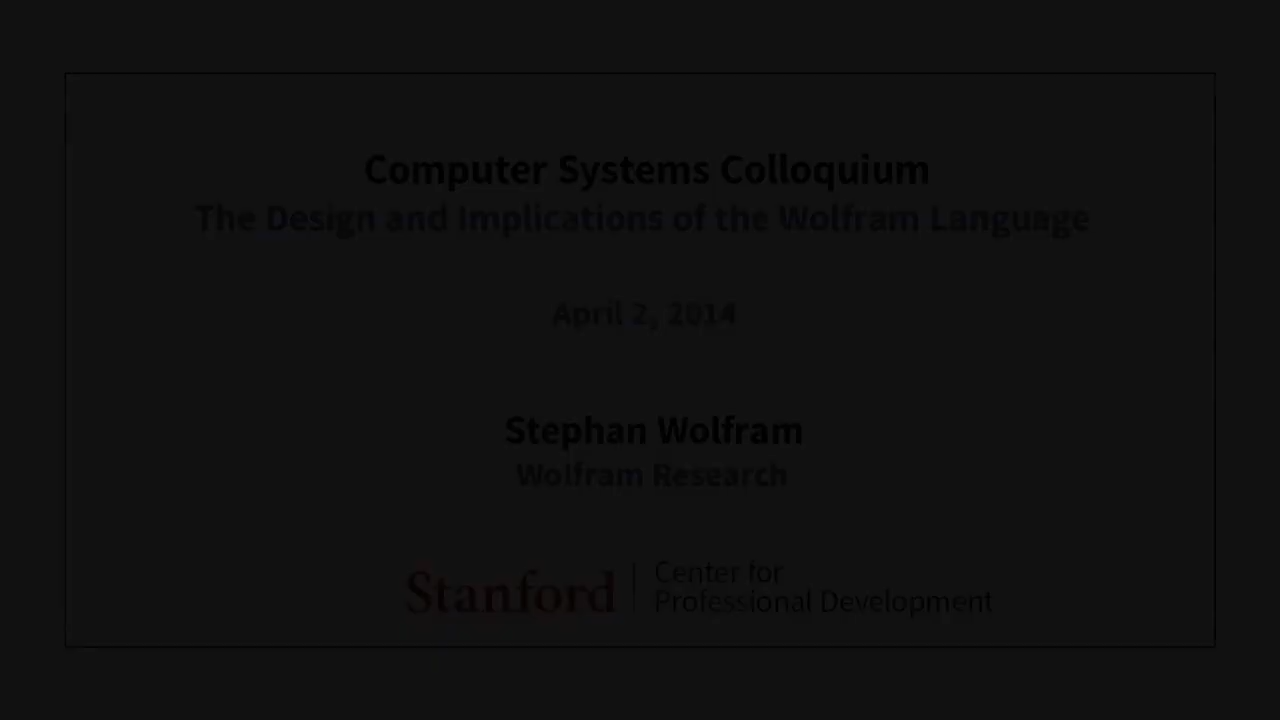 Computer Systems Colloquium
The Design and Implications of the Wolfram Language
April 2, 2014
Stephan Wolfram
Wolfram Research
Stanford
Center for
Professional Development